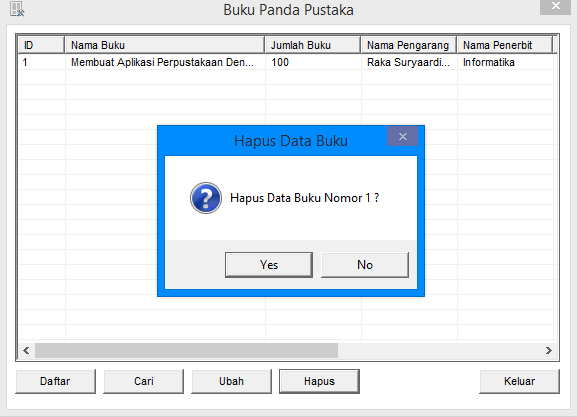 Buku Panda Pustaka
ID Nama Buku Jumlah Buku Nama Pengarang Nama Penerbit
1 Membuat Aplikasi Perpustakaan Den... 100 Raka Suryaardi... Informatika
Hapus Data Buku
Hapus Data Buku Nomor 1 ?
Yes No
Daftar Cari Ubah Hapus Keluar